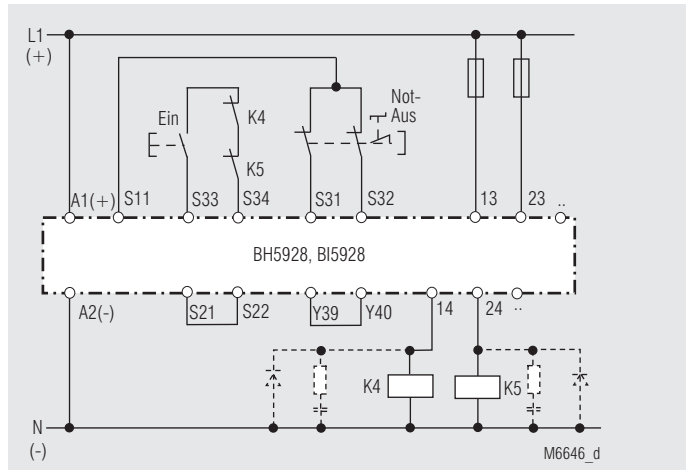 L1
(+)
Ein
K4
K5
Not-
Aus
A1(+) S11 S33 S34 S31 S32 13 23 ..
BH5928, BI5928
A2(-) S21 S22 Y39 Y40 14 24 ..
K4 K5
N
(-)
M6646_d